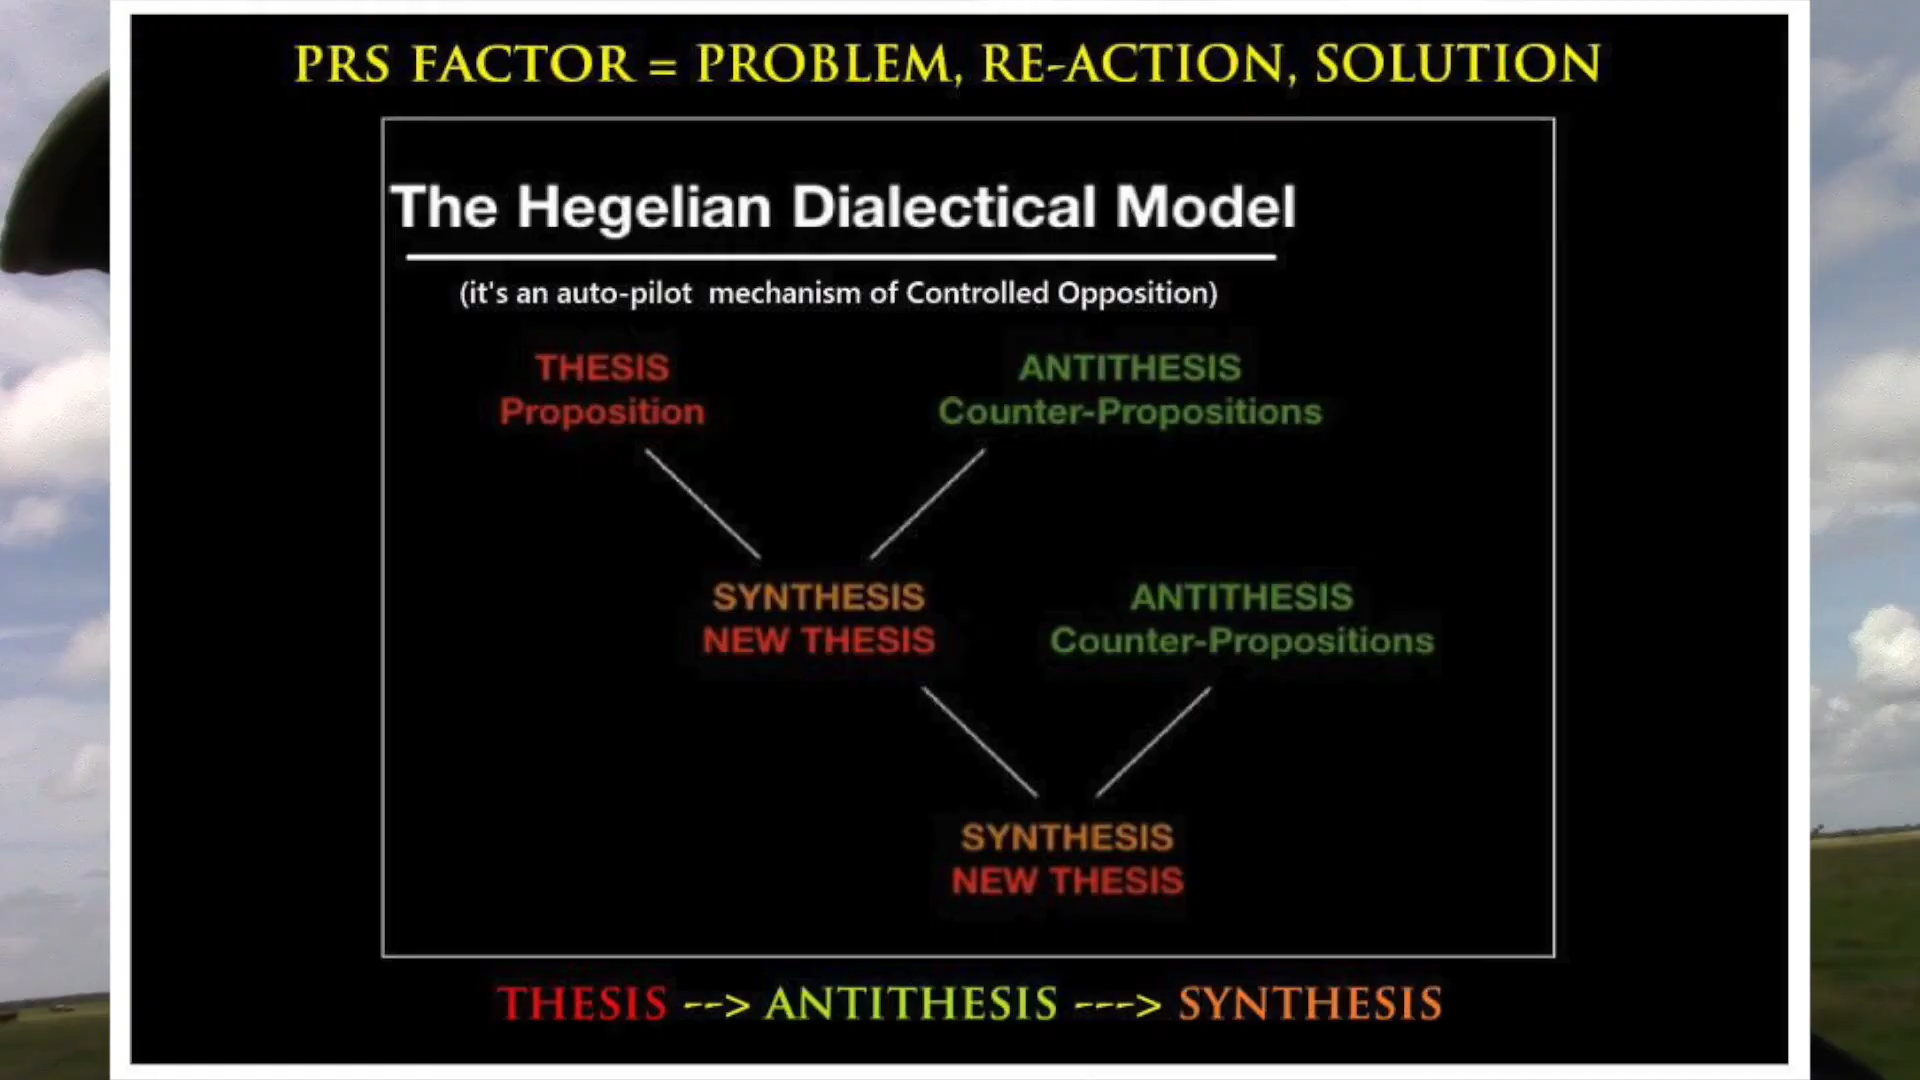 PRS FACTOR = PROBLEM, RE-ACTION, SOLUTION
The Hegelian Dialectical Model
(it's an auto-pilot mechanism of Controlled Opposition)
THESIS
Proposition
ANTITHESIS
Counter-Propositions
SYNTHESIS
NEW THESIS
ANTITHESIS
Counter-Propositions
SYNTHESIS
NEW THESIS
THESIS --> ANTITHESIS ---> SYNTHESIS